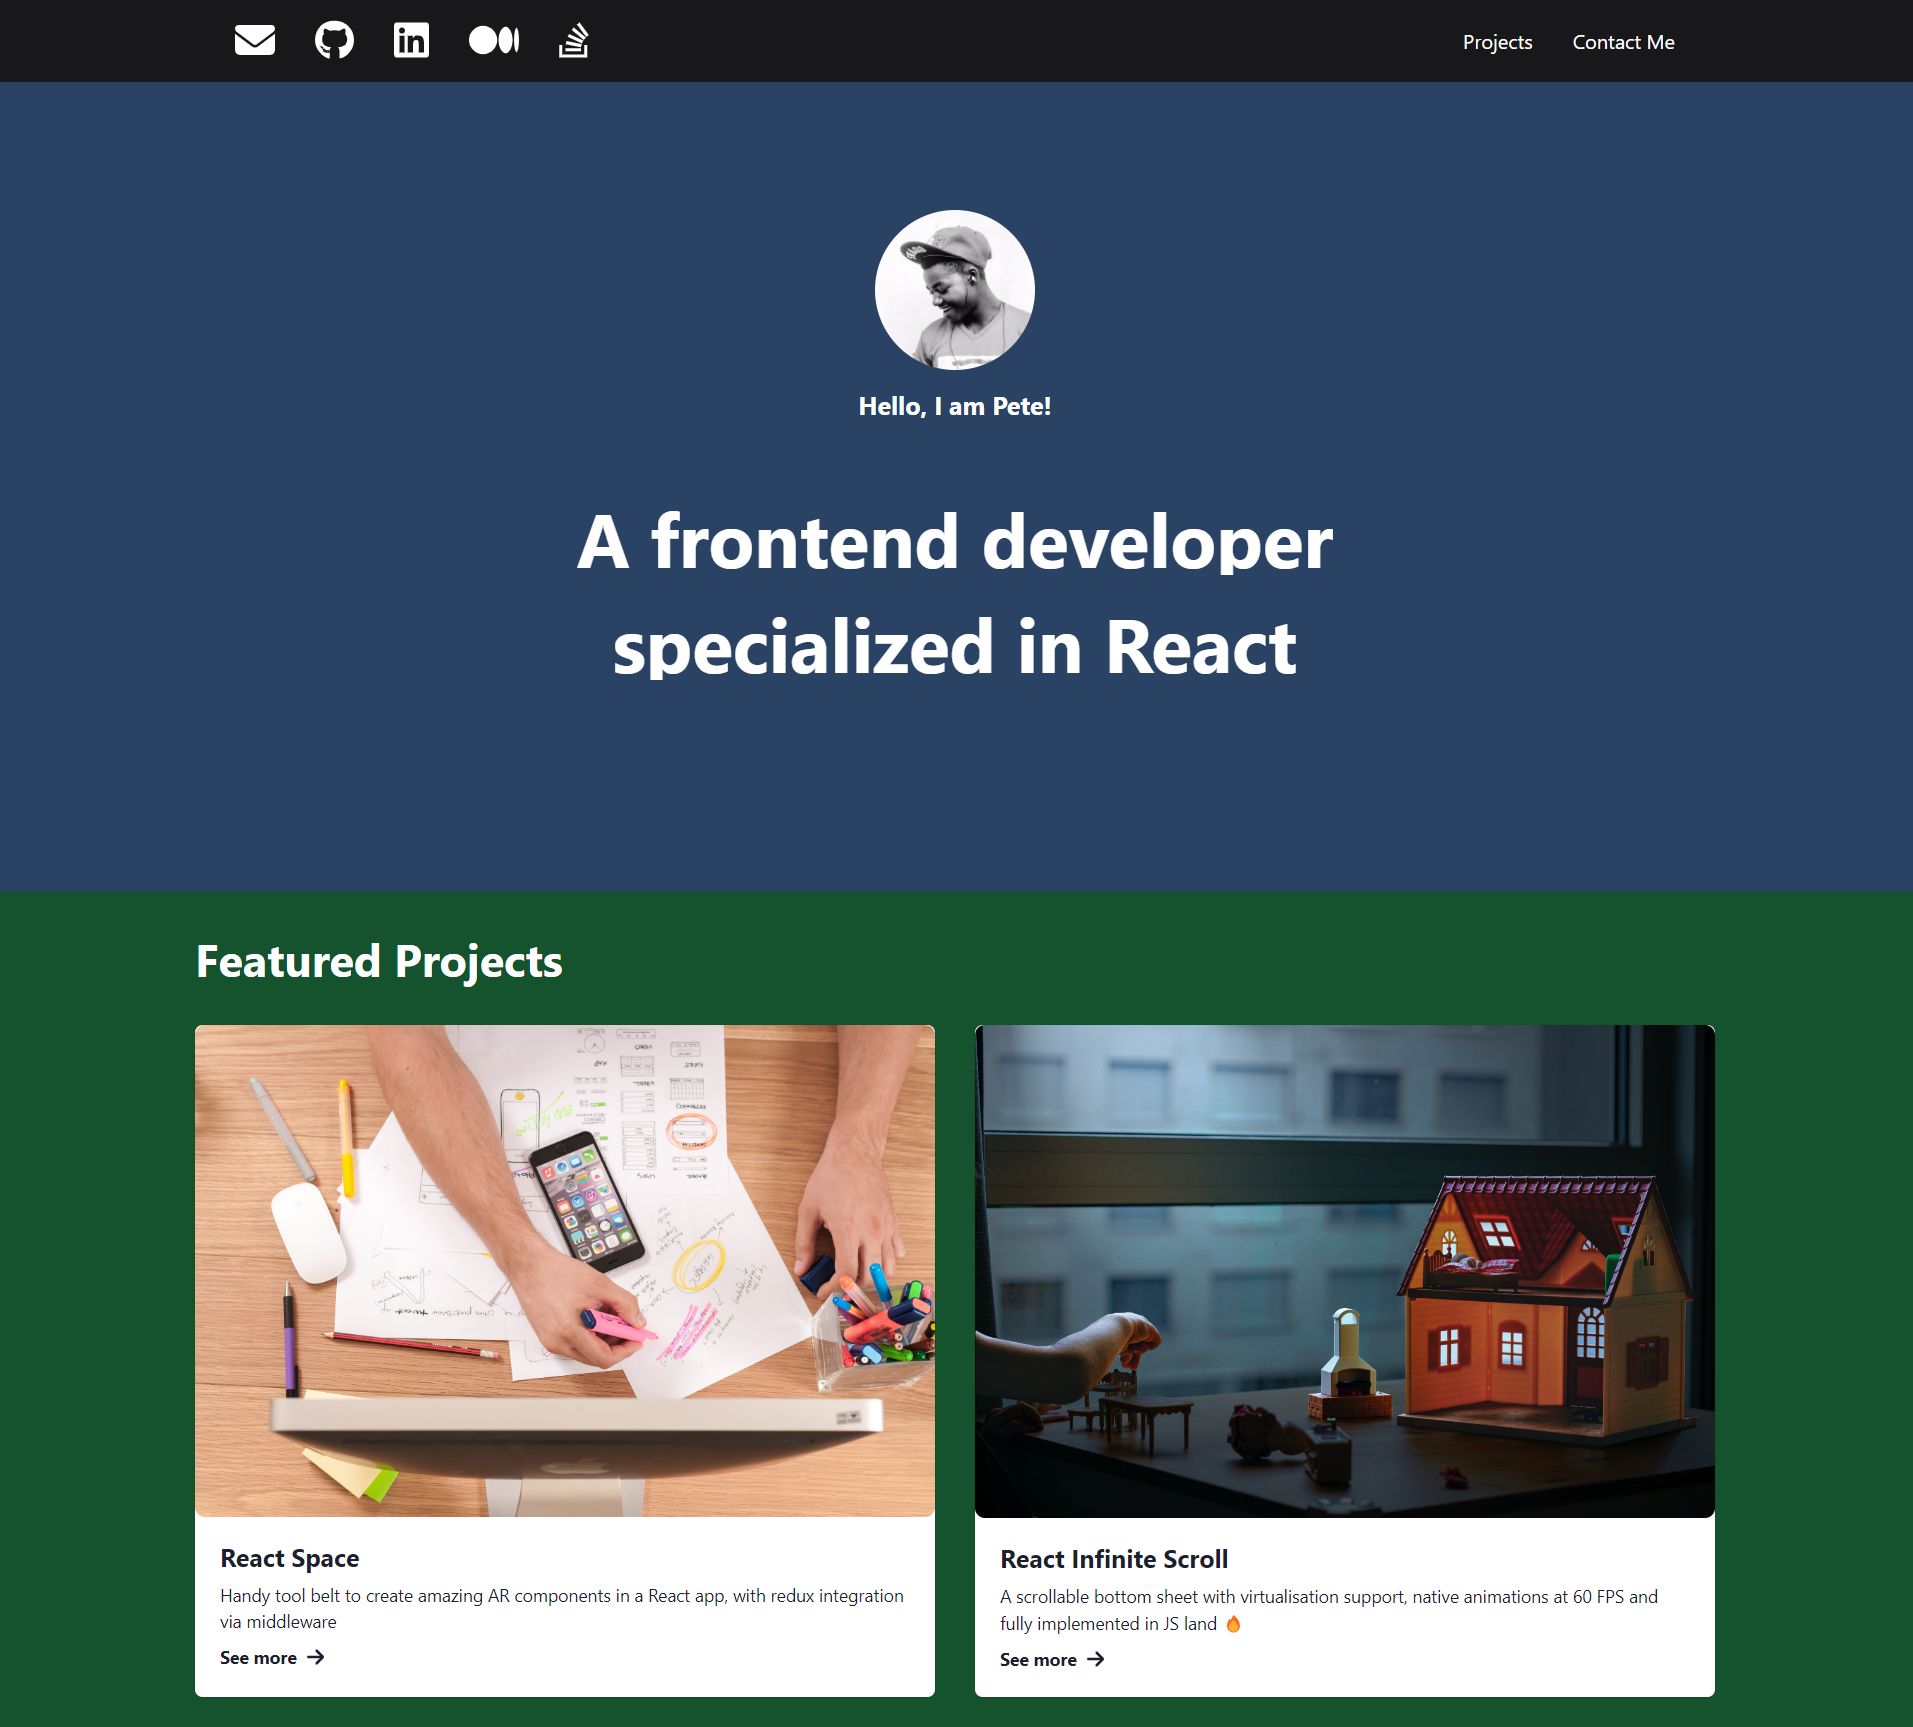 Projects
Contact Me
Hello, I am Pete!
A frontend developer
specialized in React
Featured Projects
React Space
Handy tool belt to create amazing AR components in a React app, with redux integration
via middleware
See more →
React Infinite Scroll
A scrollable bottom sheet with virtualisation support, native animations at 60 FPS and
fully implemented in JS land 🔥
See more →